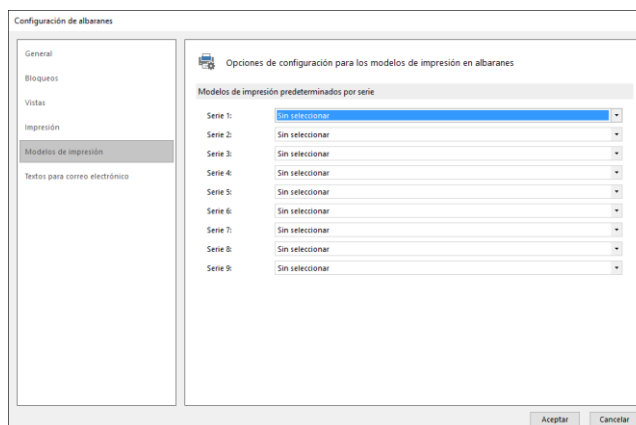 Configuración de albaranes
General
Bloqueos
Vistas
Impresión
Modelos de impresión
Textos para correo electrónico
Opciones de configuración para los modelos de impresión en albaranes
Modelos de impresión predeterminados por serie
Serie 1: Sin seleccionar
Serie 2: Sin seleccionar
Serie 3: Sin seleccionar
Serie 4: Sin seleccionar
Serie 5: Sin seleccionar
Serie 6: Sin seleccionar
Serie 7: Sin seleccionar
Serie 8: Sin seleccionar
Serie 9: Sin seleccionar
Aceptar Cancelar